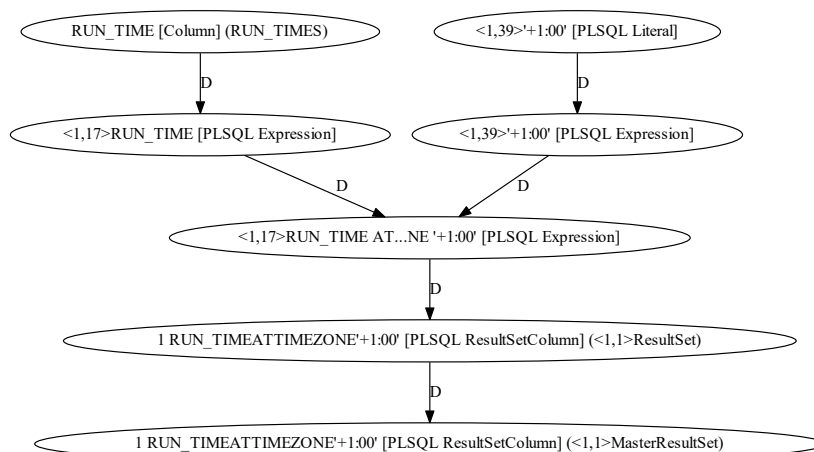 RUN_TIME [Column] (RUN_TIMES)
<1,39>'+1:00' [PLSQL Literal]
D
D
<1,17>RUN_TIME [PLSQL Expression]
<1,39>'+1:00' [PLSQL Expression]
D
D
<1,17>RUN_TIME AT...NE '+1:00' [PLSQL Expression]
D
1 RUN_TIMEATTIMEZONE'+1:00' [PLSQL ResultSetColumn] (<1,1>ResultSet)
D
1 RUN_TIMEATTIMEZONE'+1:00' [PLSQL ResultSetColumn] (<1,1>MasterResultSet)